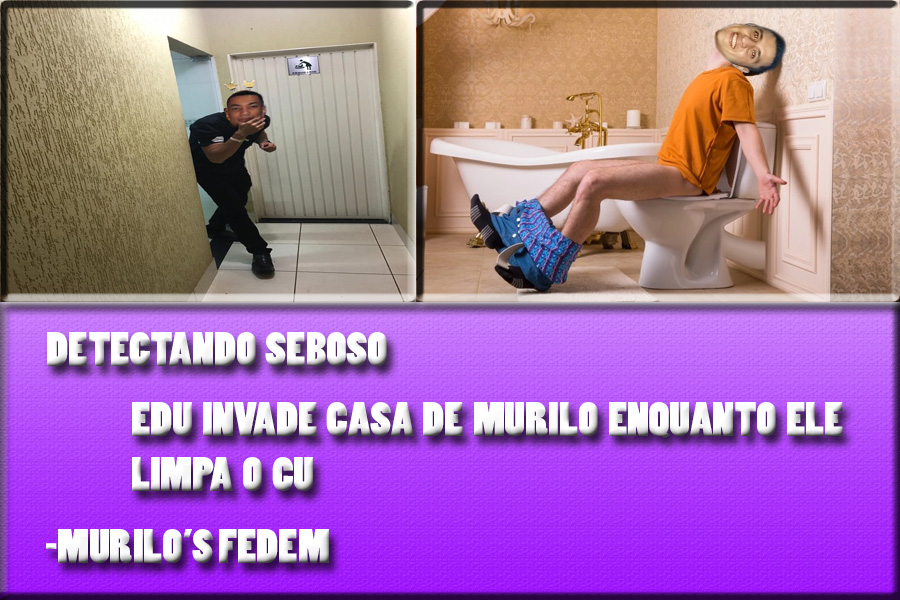 DETECTANDO SEBOSO
EDU INVADE CASA DE MURILO ENQUANTO ELE
LIMPA O CU
-MURILO'S FEDEM